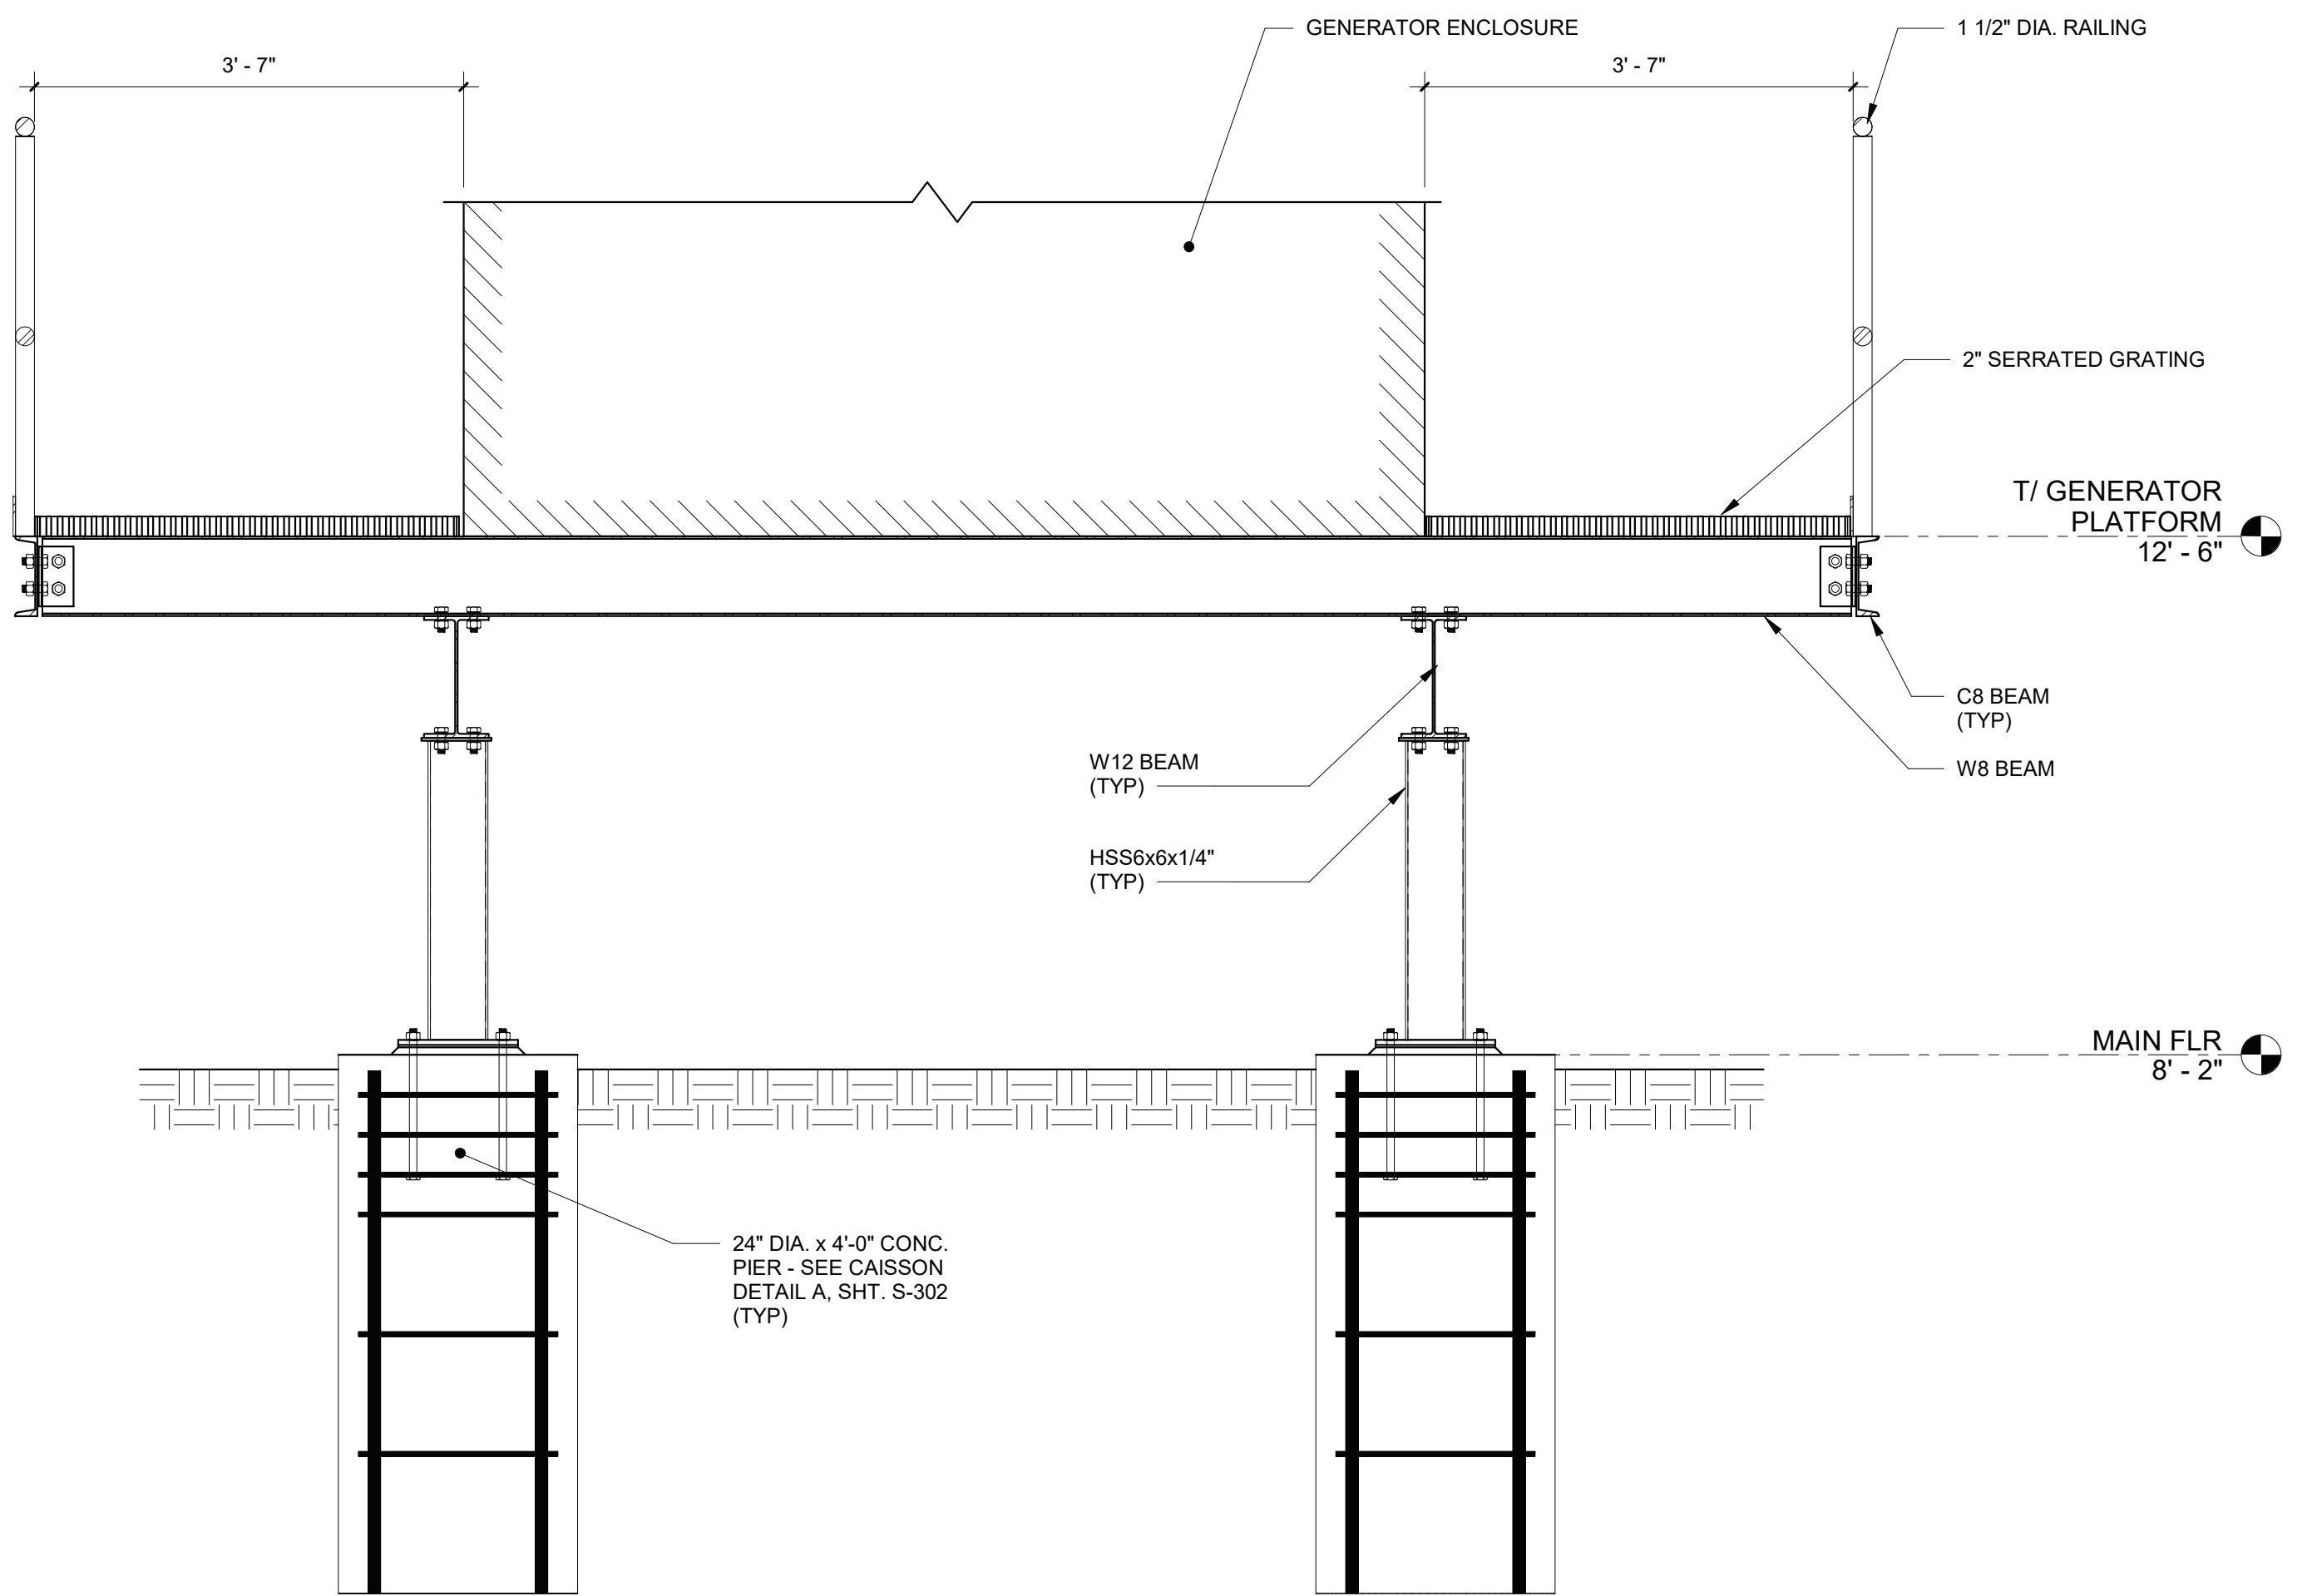 GENERATOR ENCLOSURE
1 1/2" DIA. RAILING
3' - 7"
3' - 7"
2" SERRATED GRATING
T/ GENERATOR
PLATFORM
12' - 6"
C8 BEAM
(TYP)
W12 BEAM
(TYP)
W8 BEAM
HSS6x6x1/4"
(TYP)
MAIN FLR
8' - 2"
24" DIA. x 4'-0" CONC.
PIER - SEE CAISSON
DETAIL A, SHT. S-302
(TYP)